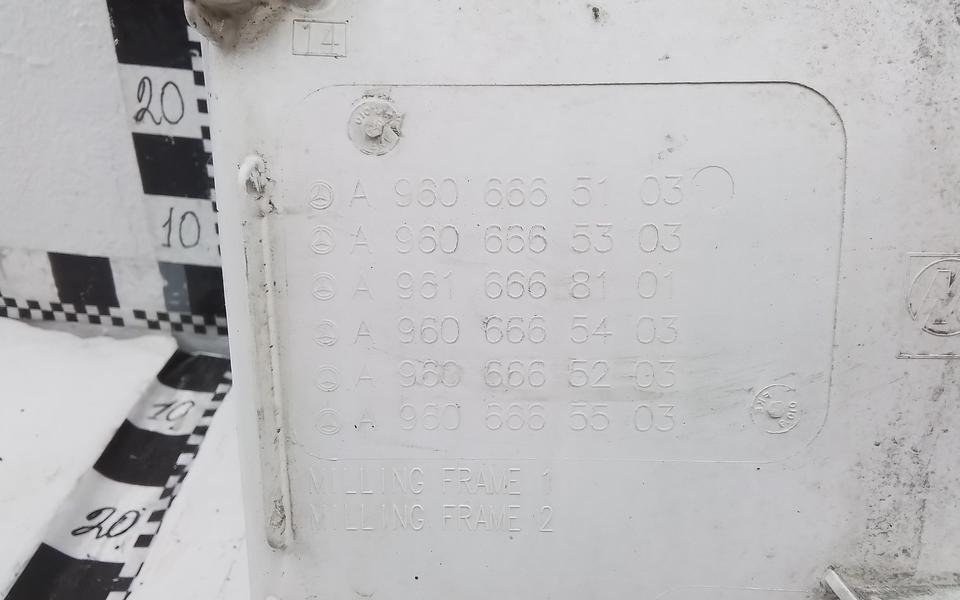 14
20
10
A 960 666 51 03
A 960 666 53 03
A 961 666 81 01
A 960 666 54 03
A 960 666 52 03
A 960 666 55 03
MILLING FRAME 1
MILLING FRAME 2
10
20